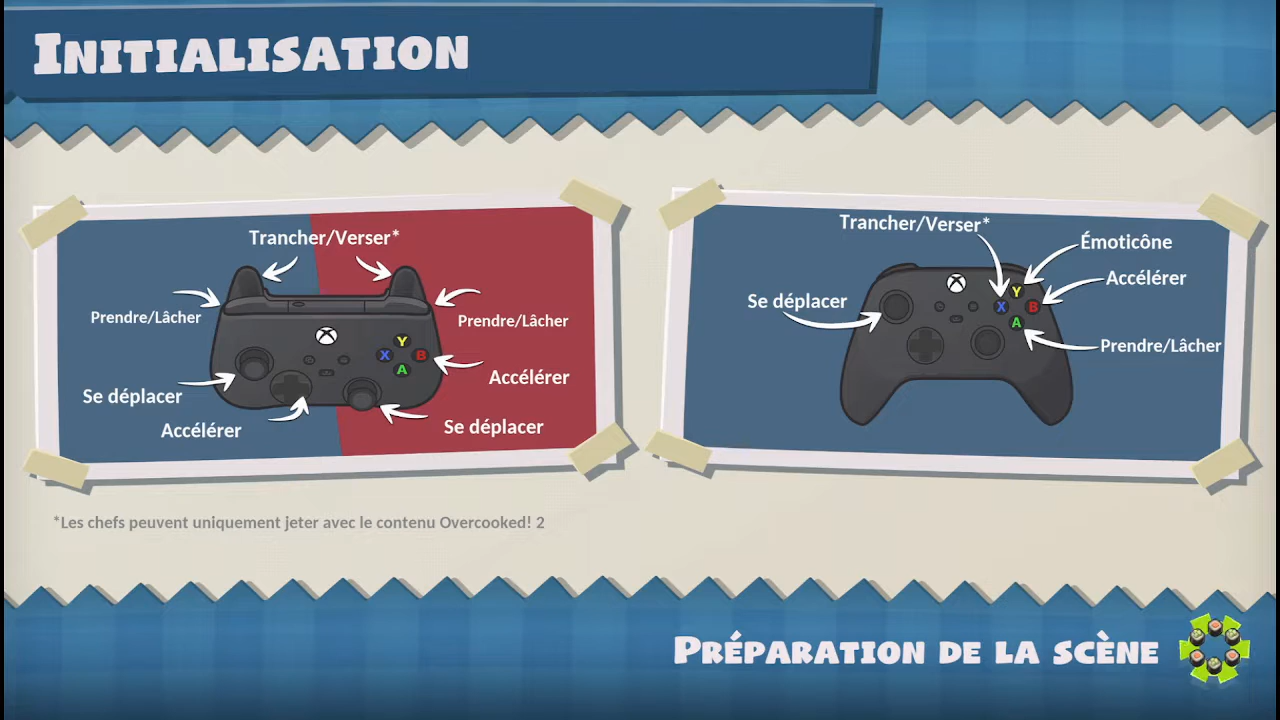 INITIALISATION
Trancher/Verser*
Prendre/Lâcher
Prendre/Lâcher
Y
X
B
A
Accélérer
Se déplacer
Accélérer
Se déplacer
Trancher/Verser*
Émoticône
Accélérer
Se déplacer
Y
X
B
A
Prendre/Lâcher
*Les chefs peuvent uniquement jeter avec le contenu Overcooked! 2
PRÉPARATION DE LA SCÈNE